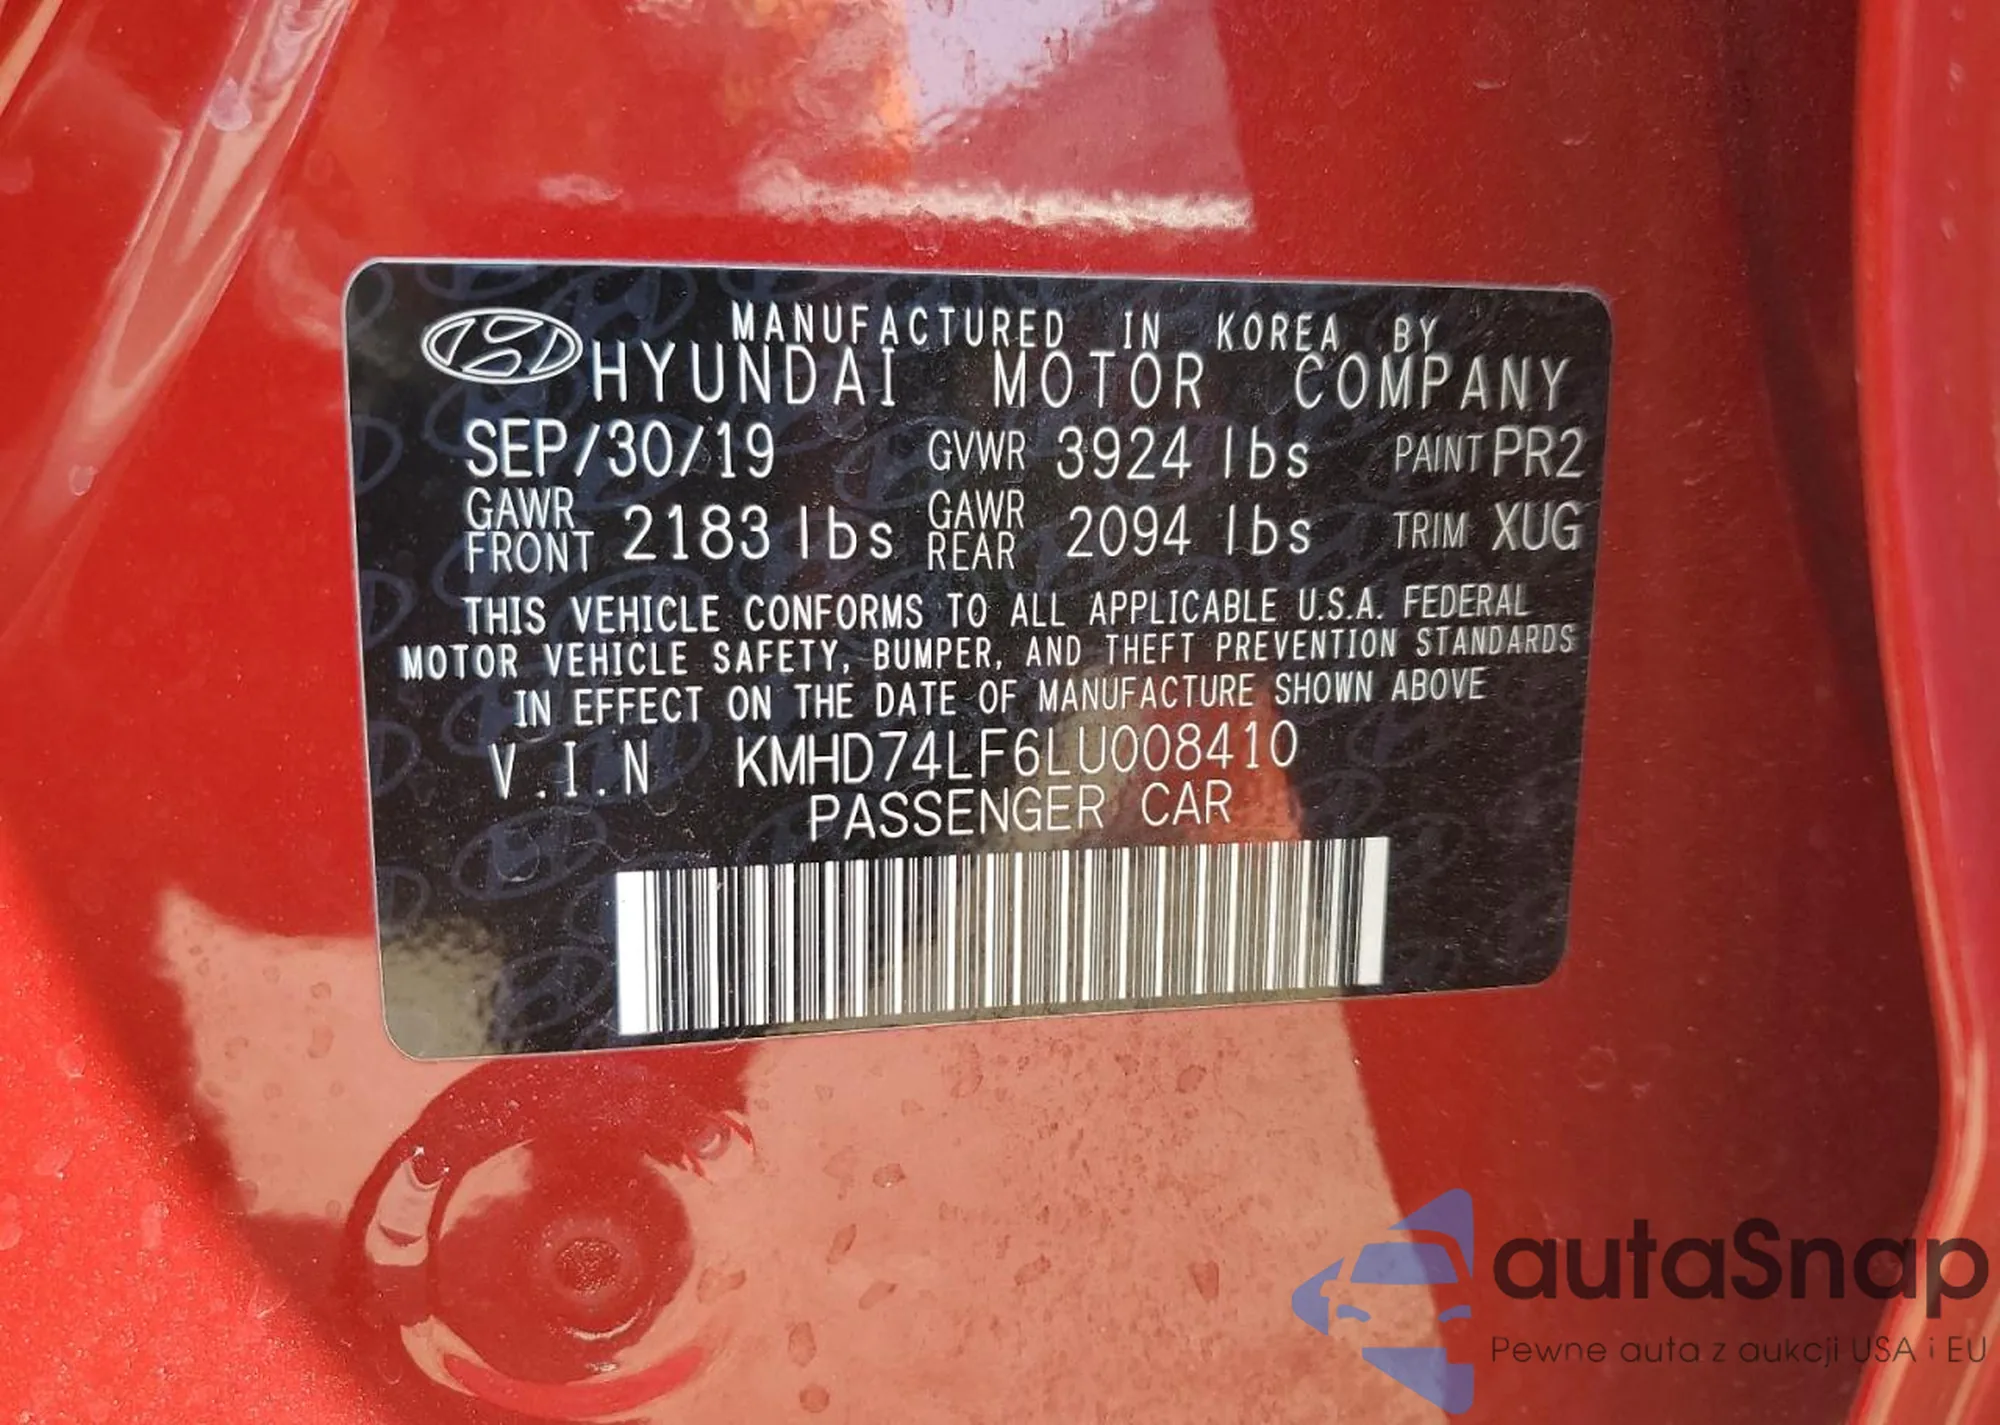 MANUFACTURED IN KOREA BY
HYUNDAI MOTOR COMPANY
SEP/30/19 GVWR 3924 lbs PAINT PR2
GAWR FRONT 2183 lbs GAWR REAR 2094 lbs TRIM XUG
THIS VEHICLE CONFORMS TO ALL APPLICABLE U.S.A. FEDERAL
MOTOR VEHICLE SAFETY, BUMPER, AND THEFT PREVENTION STANDARDS
IN EFFECT ON THE DATE OF MANUFACTURE SHOWN ABOVE
V.I.N KMHD74LF6LU008410
PASSENGER CAR
autaSnap
Pewne auta z aukcji USA i EU